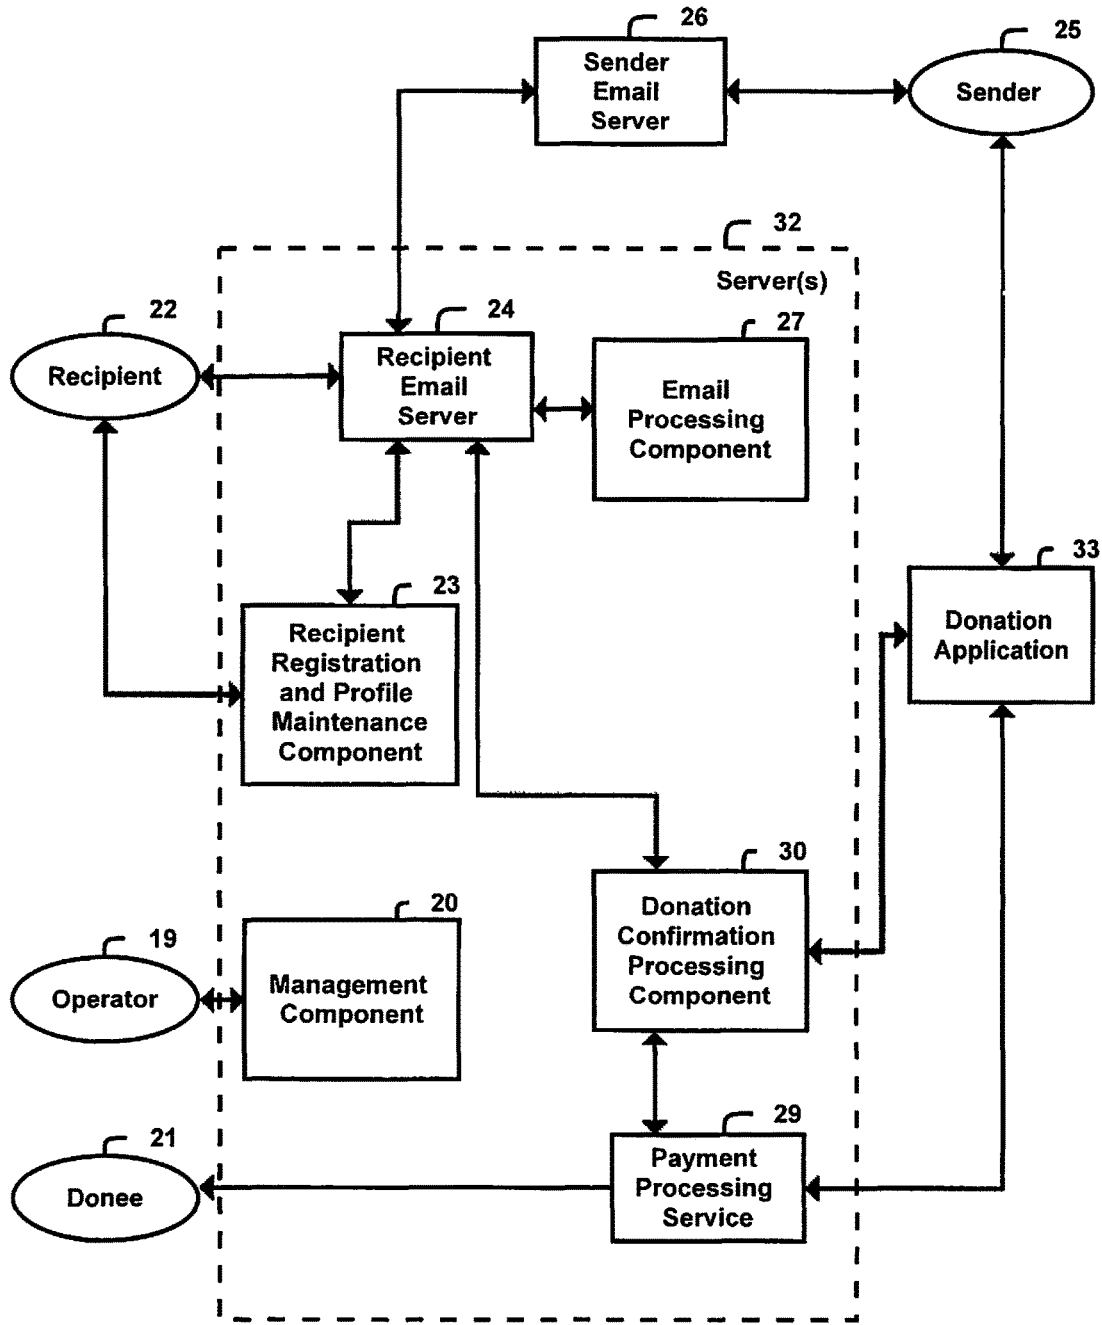 26
Sender
Email
Server
25
Sender
32
Server(s)
22
Recipient
24
Recipient
Email
Server
27
Email
Processing
Component
23
Recipient
Registration
and Profile
Maintenance
Component
33
Donation
Application
30
Donation
Confirmation
Processing
Component
19
Operator
20
Management
Component
29
Payment
Processing
Service
21
Donee